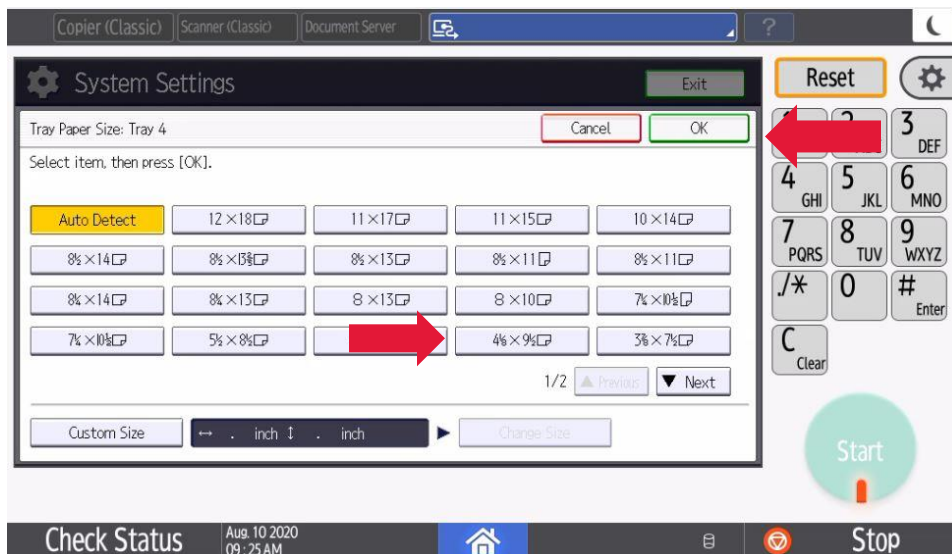 Copier (Classic) Scanner (Classic) Document Server ?
System Settings Exit Reset
Tray Paper Size: Tray 4 Cancel OK
3 DEF
Select item, then press [OK].
4 GHI 5 JKL 6 MNO
Auto Detect 12×18 11×17 11×15 10×14
7 PQRS 8 TUV 9 WXYZ
8½×14 8½×13 8½×11 8½×11
./* 0 # Enter
8¼×14 8¼×13 8×13 8×10 7¼×10½
7¼×10½ 5½×8½ 4⅛×9½ 3⅞×7½
C Clear
1/2 ▲ Previous ▼ Next
Custom Size ↔ . inch ↕ . inch ▶ Change Size
Start
Check Status Aug. 10 2020 Stop
09:25 AM